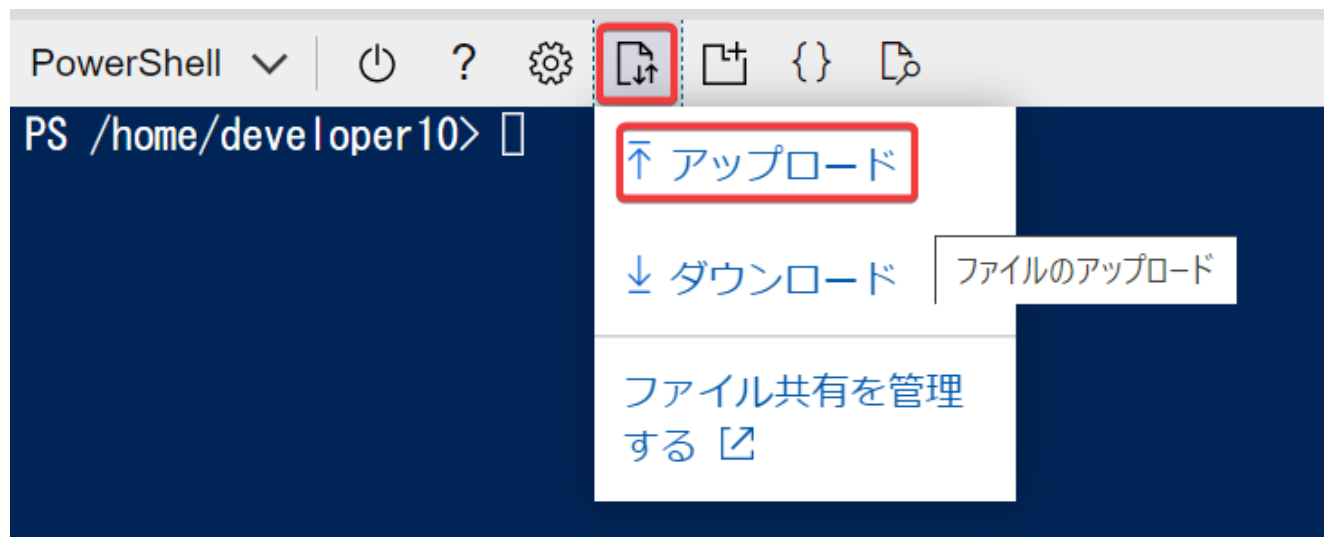 PowerShell ?  {}
PS /home/developer10>
アップロード
ダウンロード
ファイルのアップロード
ファイル共有を管理
する